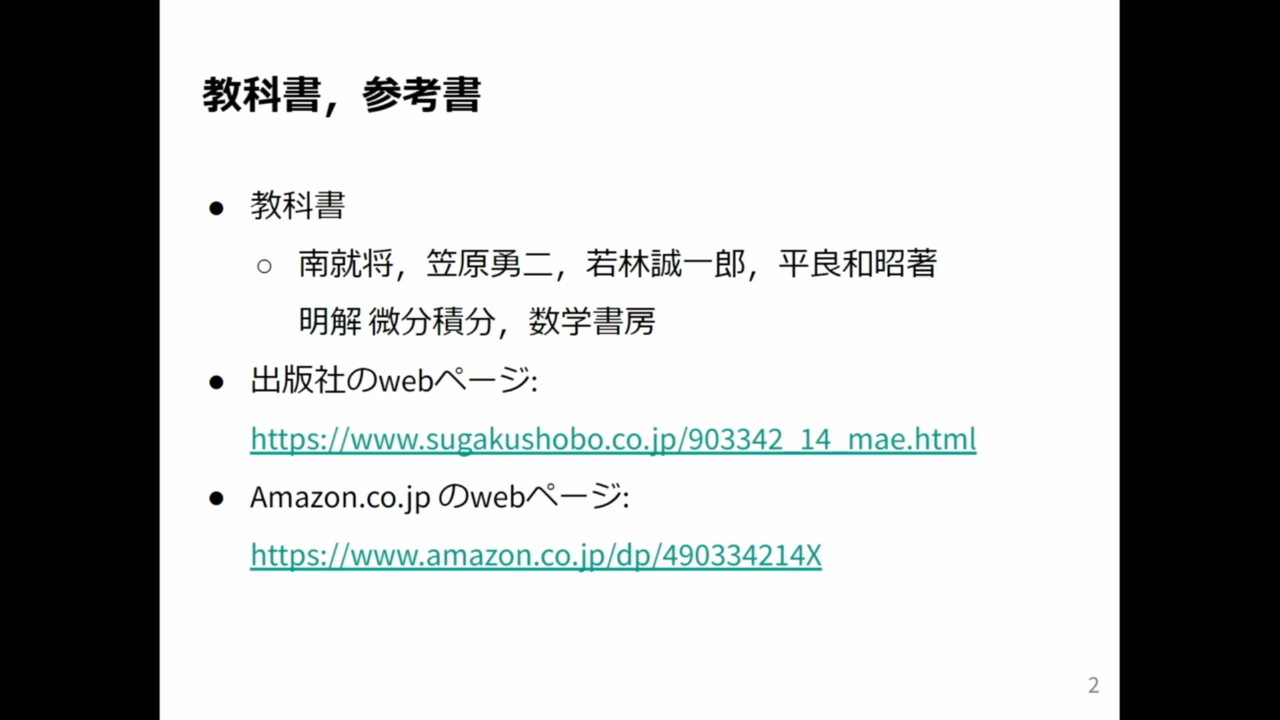 教科書，参考書
● 教科書
○ 南就将，笠原勇二，若林誠一郎，平良和昭著
明解 微分積分，数学書房
● 出版社のwebページ:
https://www.sugakushobo.co.jp/903342_14_mae.html
● Amazon.co.jp のwebページ:
https://www.amazon.co.jp/dp/490334214X
2